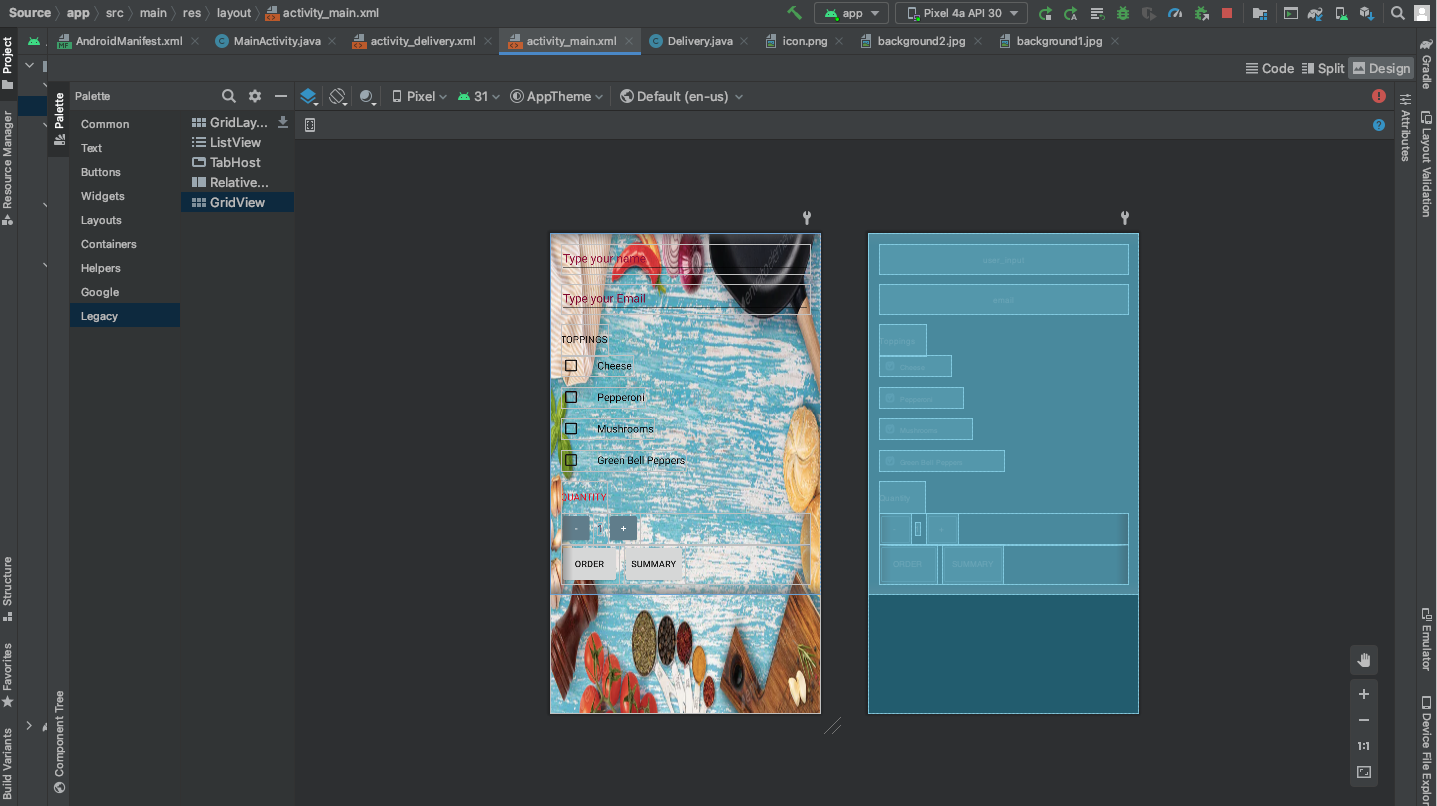 Source app src main res layout activity_main.xml
app Pixel 4a API 30
AndroidManifest.xml MainActivity.java activity_delivery.xml activity_main.xml Delivery.java icon.png background2.jpg background1.jpg
Code Split Design
Project
Resource Manager
Structure
Favorites
Build Variants
Palette
Component Tree
Palette
Pixel 31 AppTheme Default (en-us)
Common
Text
Buttons
Widgets
Layouts
Containers
Helpers
Google
Legacy
GridLay...
ListView
TabHost
Relative...
GridView
Type your name
Type your Email
TOPPINGS
Cheese
Pepperoni
Mushrooms
Green Bell Peppers
QUANTITY
- 1 +
ORDER SUMMARY
user_input
email
Toppings
Cheese
Pepperoni
Mushrooms
Green Bell Peppers
Quantity
ORDER SUMMARY
1:1
Attributes
Gradle
Layout Validation
Emulator
Device File Explor